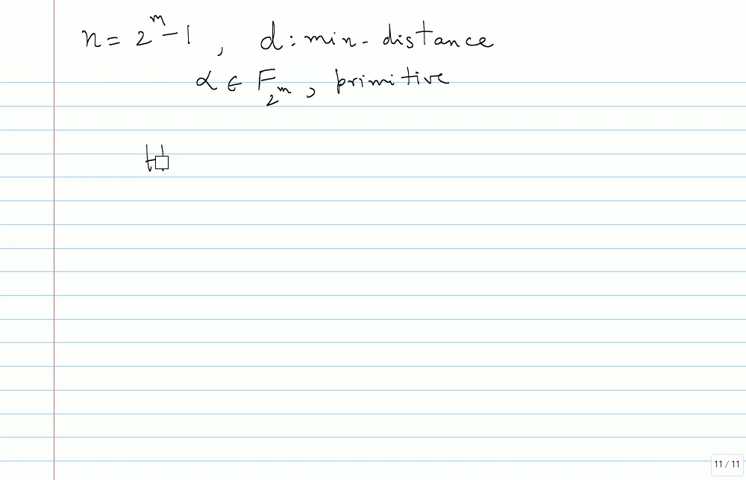 n = 2^m - 1 , d : min-distance
α ∈ F_{2^m} , primitive
H
11 / 11